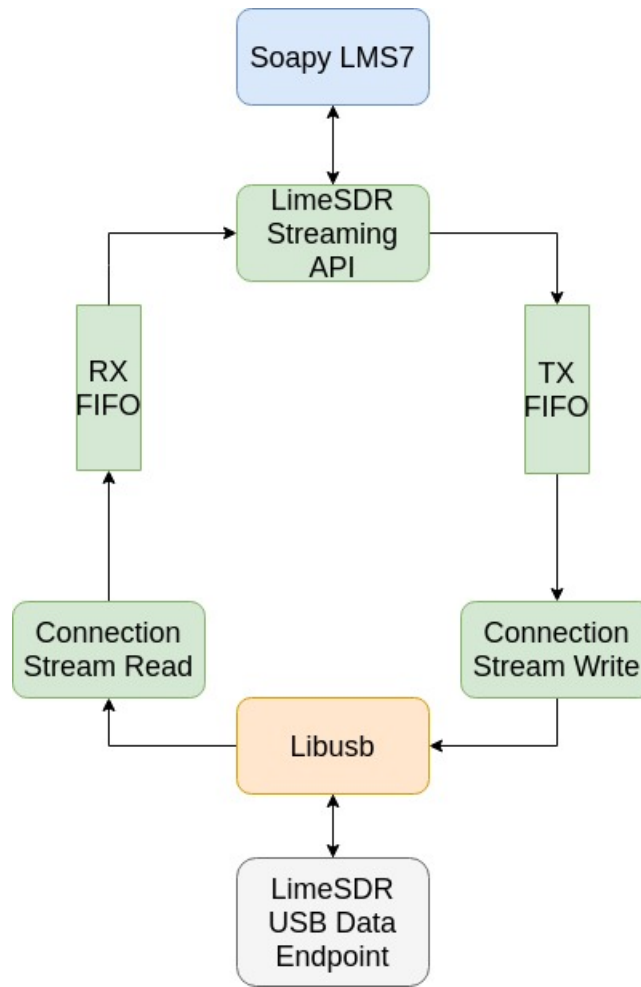 Soapy LMS7
LimeSDR
Streaming
API
RX
FIFO
TX
FIFO
Connection
Stream Read
Connection
Stream Write
Libusb
LimeSDR
USB Data
Endpoint